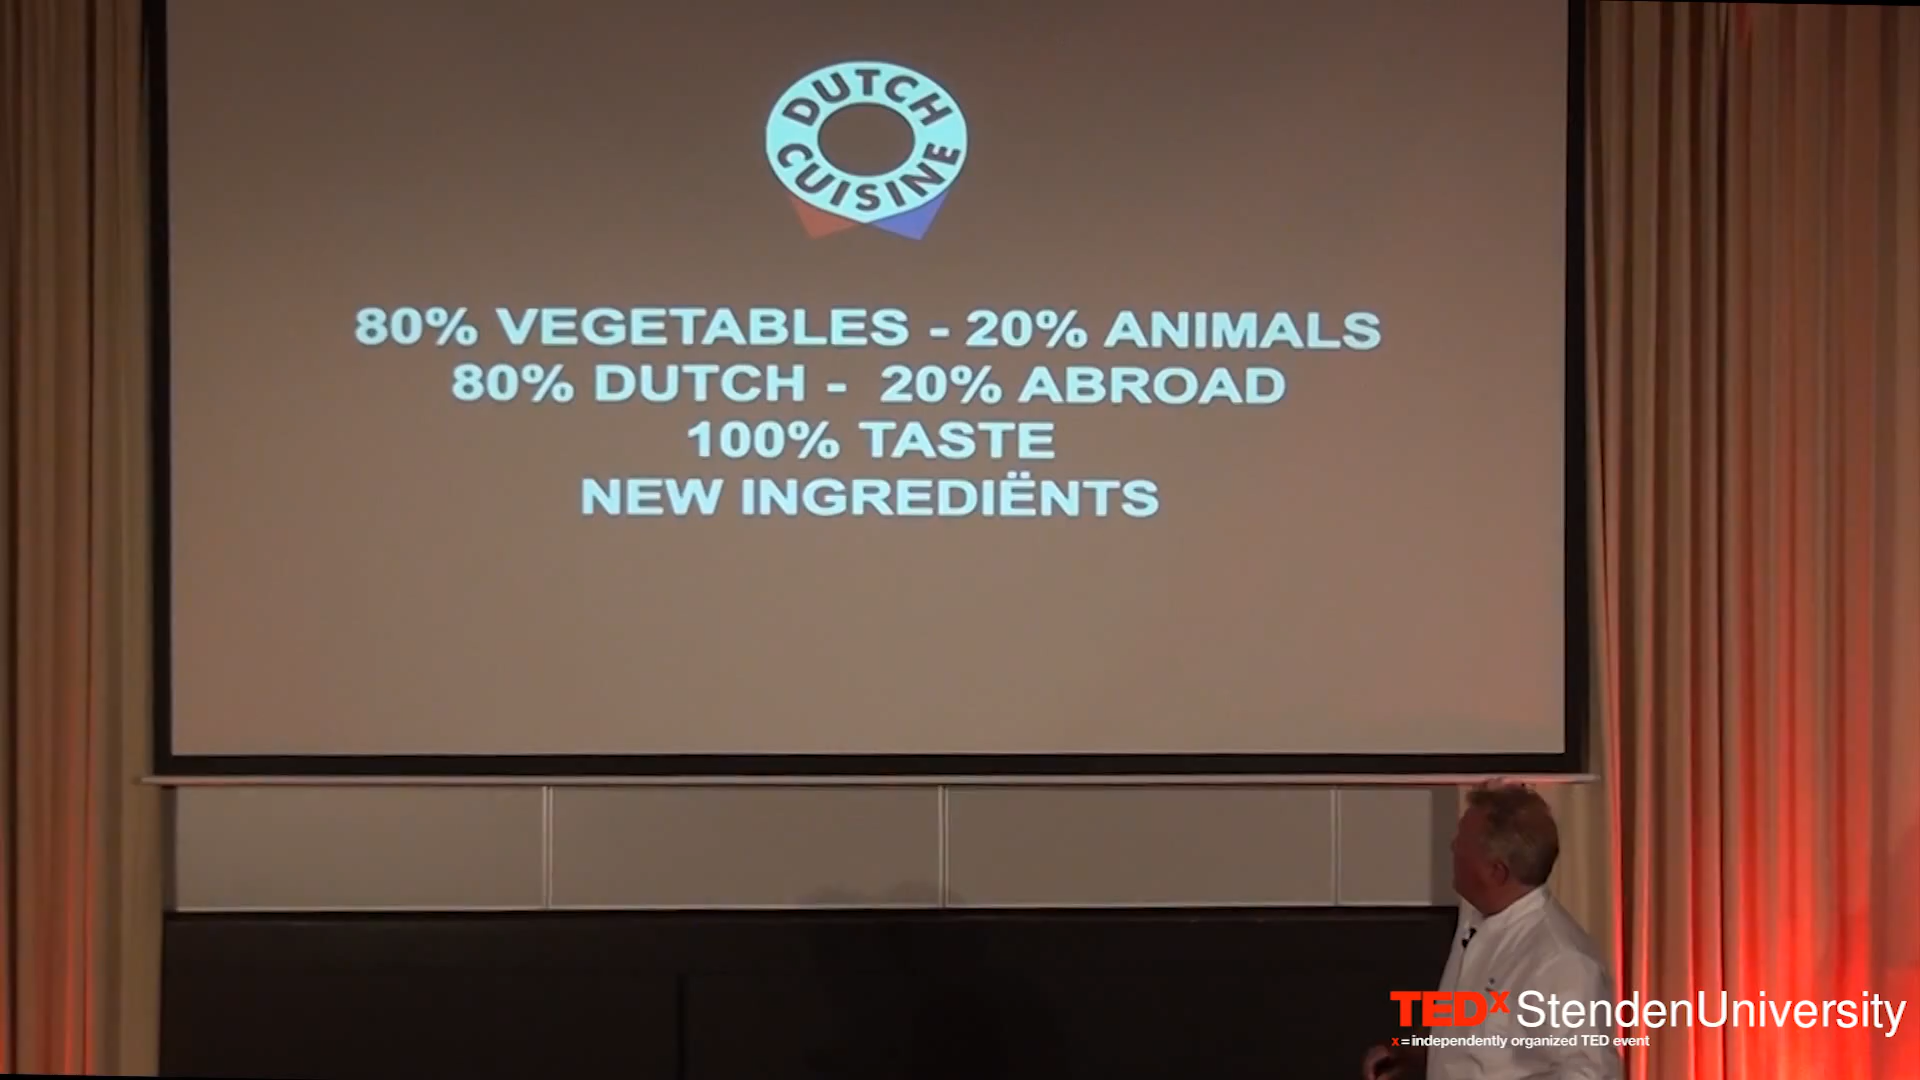 DUTCH
CUISINE
80% VEGETABLES - 20% ANIMALS
80% DUTCH - 20% ABROAD
100% TASTE
NEW INGREDIËNTS
TEDx StendenUniversity
x = independently organized TED event